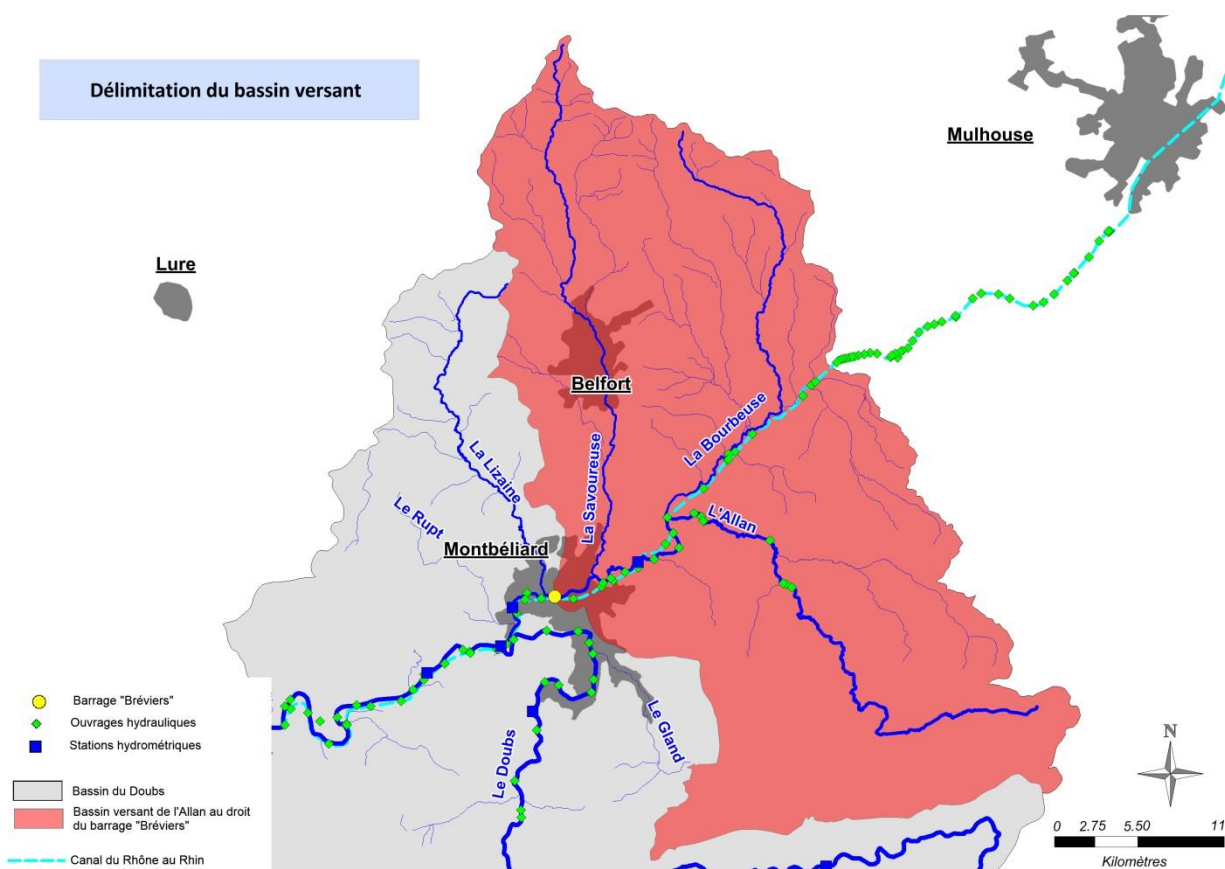 Délimitation du bassin versant
Mulhouse
Lure
Belfort
La Bourbeuse
La Lizaine
La Savoureuse
L'Allan
Le Rupt
Montbéliard
Le Gland
Le Doubs
Barrage "Bréviers"
Ouvrages hydrauliques
Stations hydrométriques
Bassin du Doubs
Bassin versant de l'Allan au droit
du barrage "Bréviers"
Canal du Rhône au Rhin
N
0 2.75 5.50 11
Kilomètres